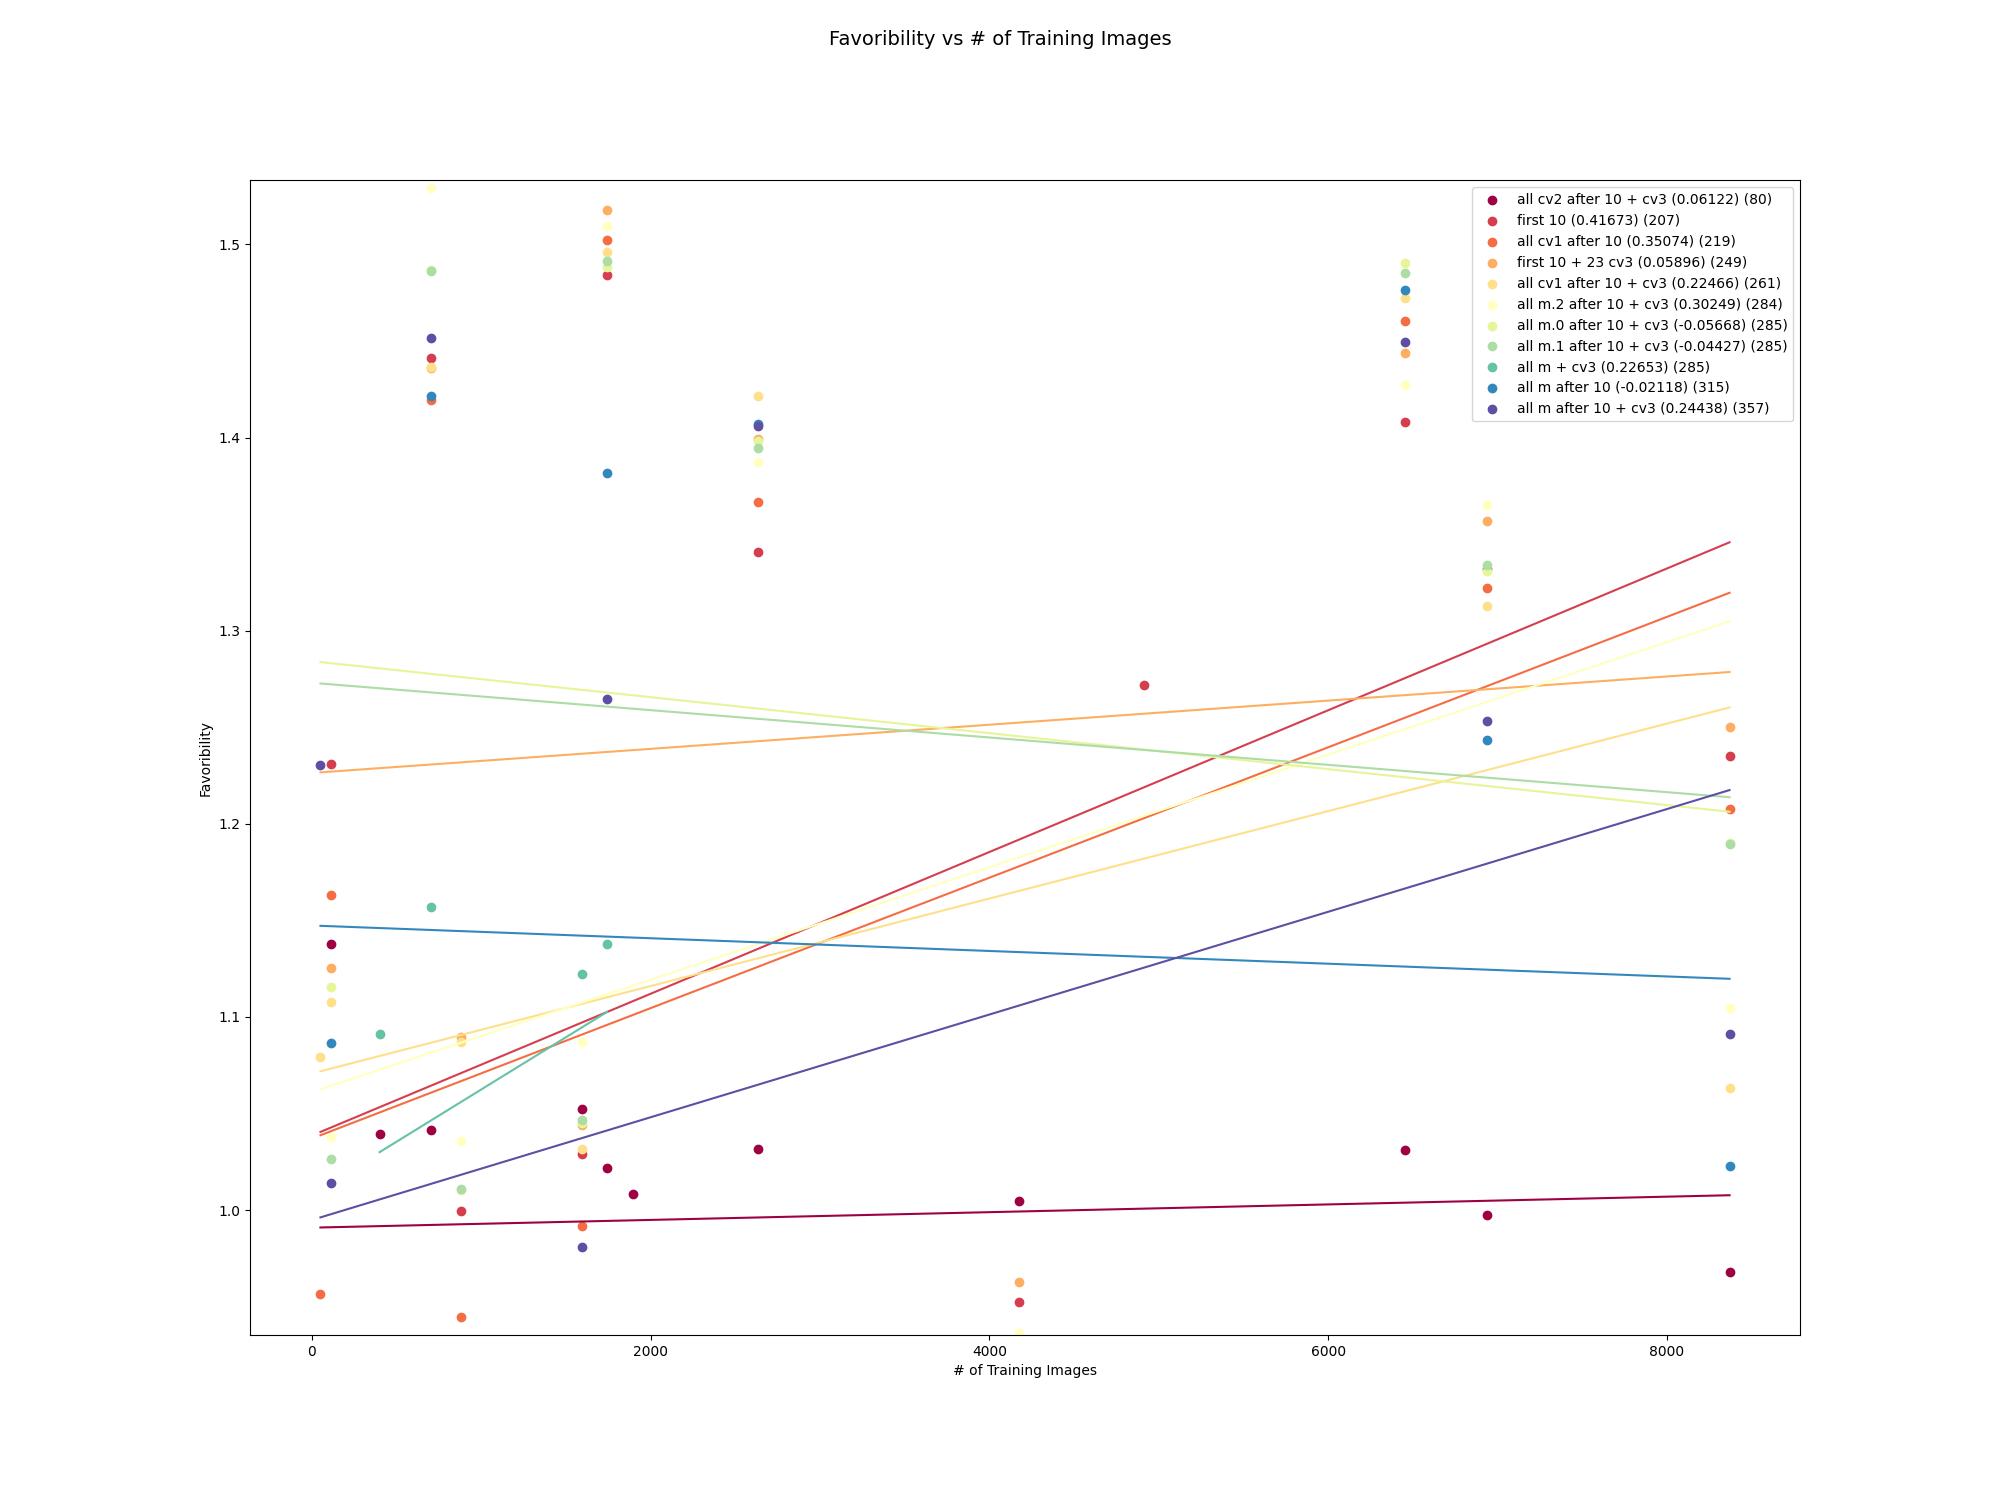 Favoribility vs # of Training Images
all cv2 after 10 + cv3 (0.06122) (80)
first 10 (0.41673) (207)
all cv1 after 10 (0.35074) (219)
first 10 + 23 cv3 (0.05896) (249)
all cv1 after 10 + cv3 (0.22466) (261)
all m.2 after 10 + cv3 (0.30249) (284)
all m.0 after 10 + cv3 (-0.05668) (285)
all m.1 after 10 + cv3 (-0.04427) (285)
all m + cv3 (0.22653) (285)
all m after 10 (-0.02118) (315)
all m after 10 + cv3 (0.24438) (357)
1.5
1.4
1.3
1.2
1.1
1.0
Favoribility
0 2000 4000 6000 8000
# of Training Images